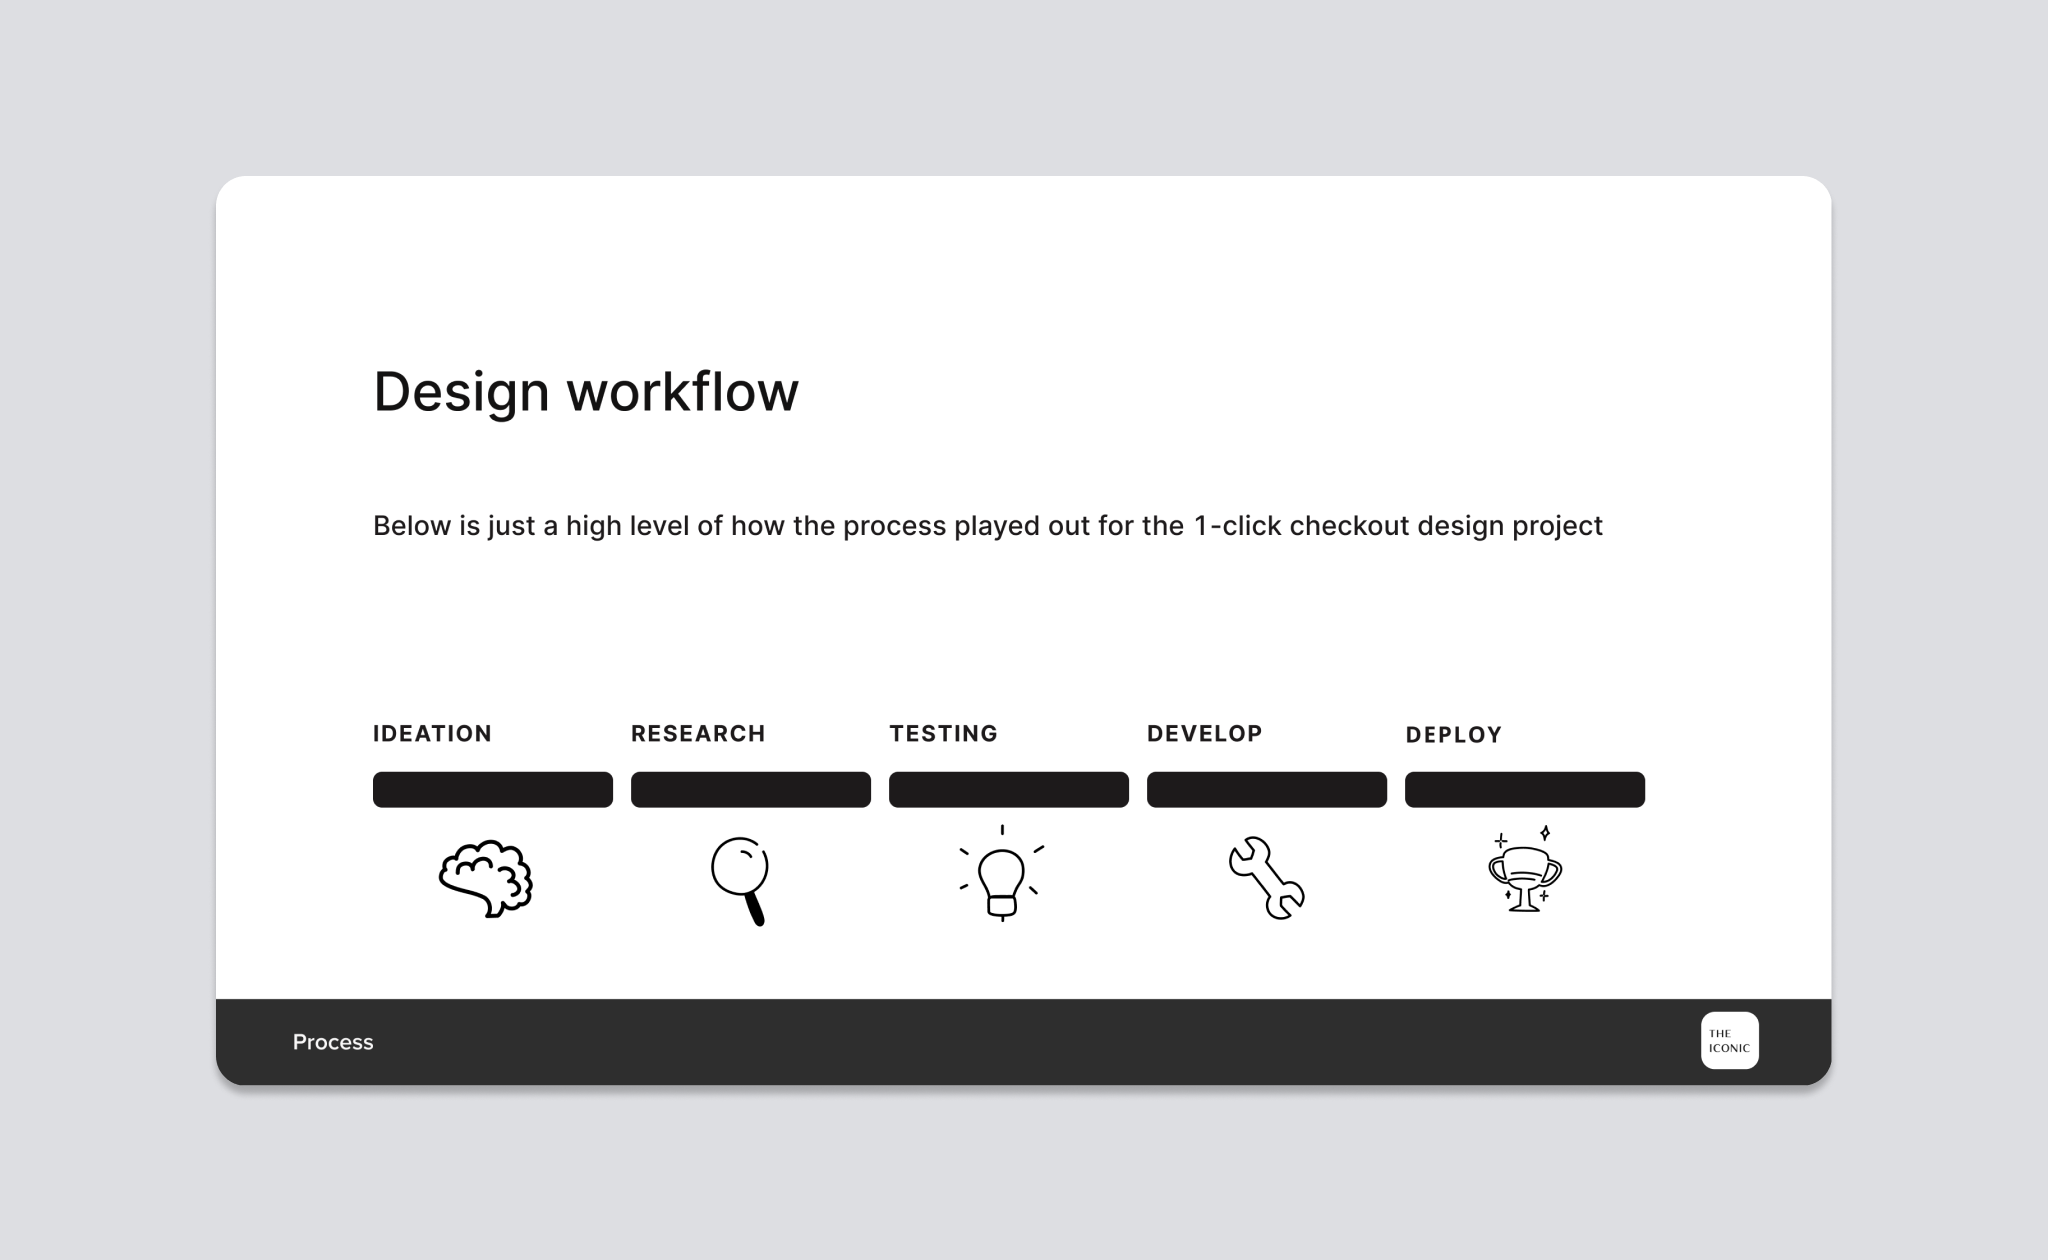 Design workflow
Below is just a high level of how the process played out for the 1-click checkout design project
IDEATION
RESEARCH
TESTING
DEVELOP
DEPLOY
Process
THE
ICONIC